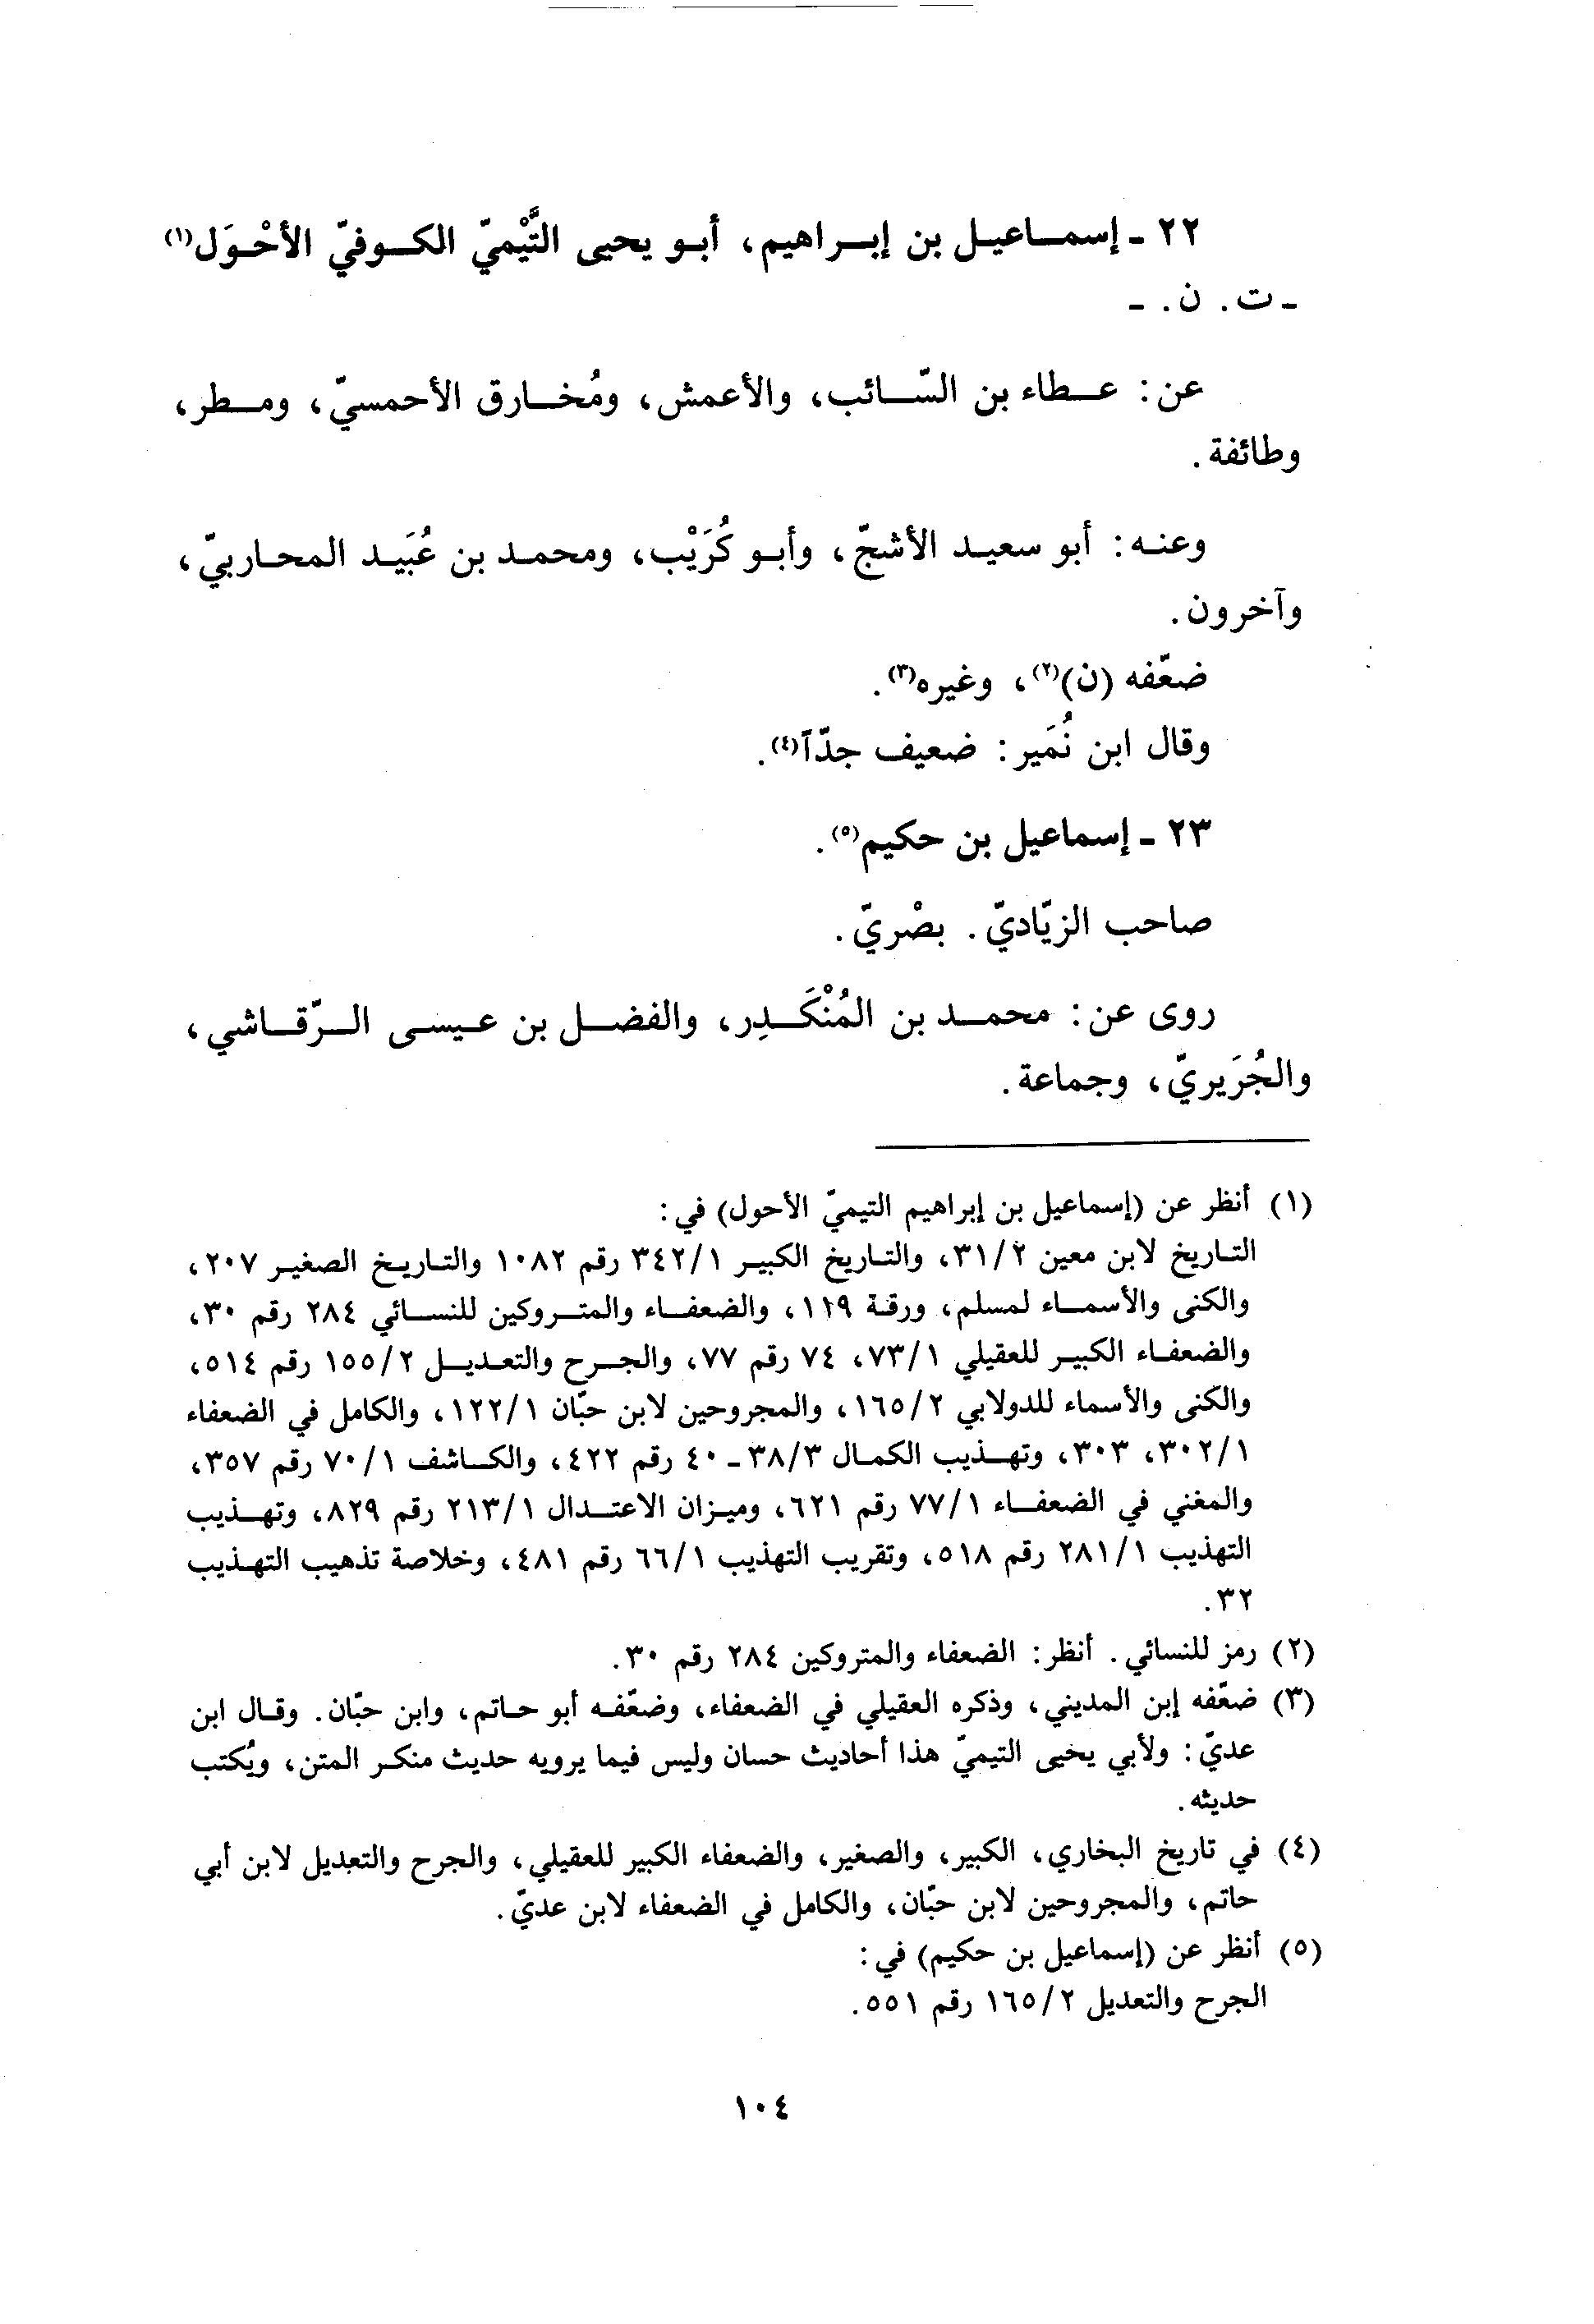 ٢٢ ـ إسماعيل بن إبراهيم، أبو يحيى التَّيْميّ الكوفيّ الأحْوَل(١)
ـ ت. ن. ـ
عن: عطاء بن السّائب، والأعمش، ومُخارق الأحمسيّ، ومطر،
وطائفة.
وعنه: أبو سعيد الأشجّ، وأبو كُرَيْب، ومحمد بن عُبَيد المحاربيّ،
وآخرون.
ضعّفه (ن)(٢)، وغيره(٣).
وقال ابن نُمَير: ضعيف جدّاً(٤).
٢٣ ـ إسماعيل بن حكيم(٥).
صاحب الزيّاديّ. بصْريّ.
روى عن: محمد بن المُنْكَدِر، والفضل بن عيسى الرّقاشي،
والجُرَيريّ، وجماعة.
(١) أنظر عن (إسماعيل بن إبراهيم التيميّ الأحول) في:
التاريخ لابن معين ٣١/٢، والتاريخ الكبير ٣٤٢/١ رقم ١٠٨٢ والتاريخ الصغير ٢٠٧،
والكنى والأسماء لمسلم، ورقة ١١٩، والضعفاء والمتروكين للنسائي ٢٨٤ رقم ٣٠،
والضعفاء الكبير للعقيلي ٧٣/١، ٧٤ رقم ٧٧، والجرح والتعديل ١٥٥/٢ رقم ٥١٤،
والكنى والأسماء للدولابي ١٦٥/٢، والمجروحين لابن حبّان ١٢٢/١، والكامل في الضعفاء
٣٠٢/١، ٣٠٣، وتهذيب الكمال ٣٨/٣ ـ ٤٠ رقم ٤٢٢، والكاشف ٧٠/١ رقم ٣٥٧،
والمغني في الضعفاء ٧٧/١ رقم ٦٢١، وميزان الاعتدال ٢١٣/١ رقم ٨٢٩، وتهذيب
التهذيب ٢٨١/١ رقم ٥١٨، وتقريب التهذيب ٦٦/١ رقم ٤٨١، وخلاصة تذهيب التهذيب
٣٢.
(٢) رمز للنسائي. أنظر: الضعفاء والمتروكين ٢٨٤ رقم ٣٠.
(٣) ضعّفه إبن المديني، وذكره العقيلي في الضعفاء، وضعّفه أبو حاتم، وابن حبّان. وقال ابن
عديّ: ولأبي يحيى التيميّ هذا أحاديث حسان وليس فيما يرويه حديث منكر المتن، ويُكتب
حديثه.
(٤) في تاريخ البخاري، الكبير، والصغير، والضعفاء الكبير للعقيلي، والجرح والتعديل لابن أبي
حاتم، والمجروحين لابن حبّان، والكامل في الضعفاء لابن عديّ.
(٥) أنظر عن (إسماعيل بن حكيم) في:
الجرح والتعديل ١٦٥/٢ رقم ٥٥١.
١٠٤